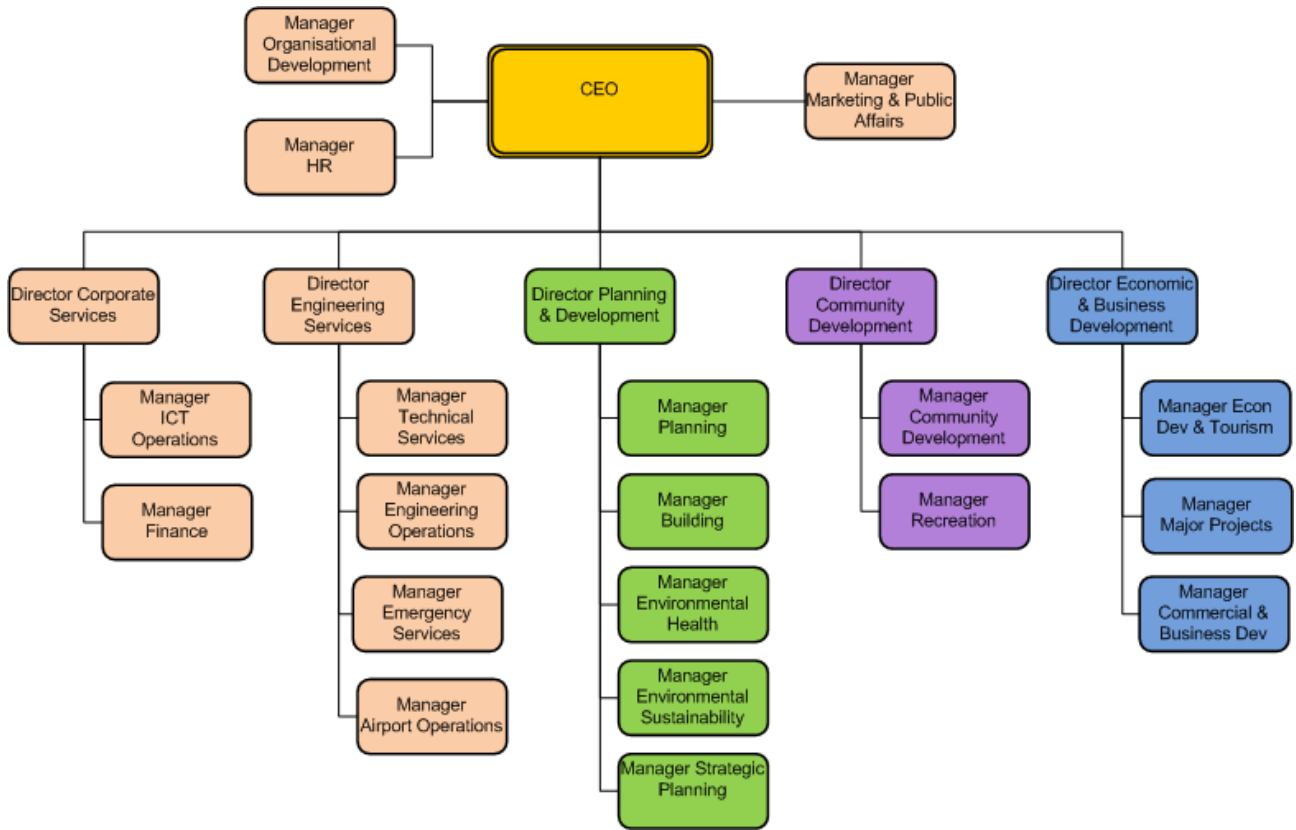 Manager
Organisational
Development
CEO
Manager
Marketing & Public
Affairs
Manager
HR
Director Corporate
Services
Director
Engineering
Services
Director Planning
& Development
Director
Community
Development
Director Economic
& Business
Development
Manager
ICT
Operations
Manager
Finance
Manager
Technical
Services
Manager
Engineering
Operations
Manager
Emergency
Services
Manager
Airport Operations
Manager
Planning
Manager
Building
Manager
Environmental
Health
Manager
Environmental
Sustainability
Manager Strategic
Planning
Manager
Community
Development
Manager
Recreation
Manager Econ
Dev & Tourism
Manager
Major Projects
Manager
Commercial &
Business Dev